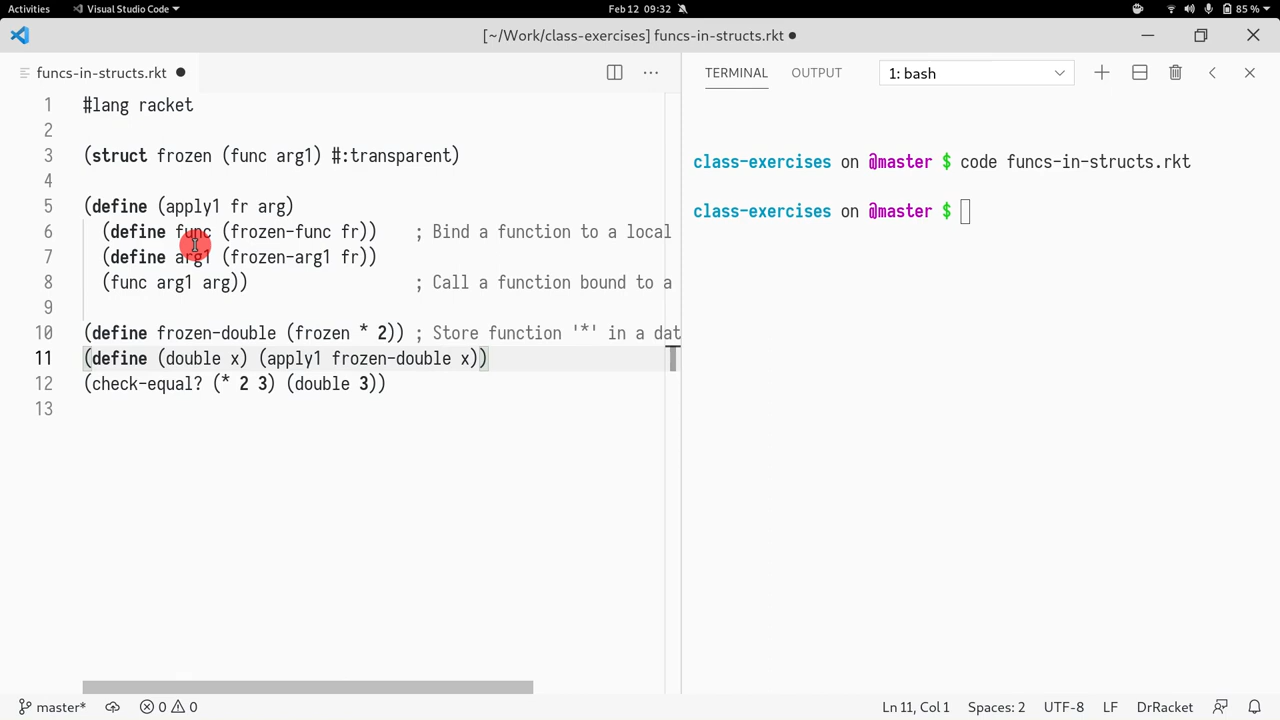 Activities Visual Studio Code Feb 12 09:32 85 %
[~/Work/class-exercises] funcs-in-structs.rkt ●
funcs-in-structs.rkt ●
1 #lang racket
2
3 (struct frozen (func arg1) #:transparent)
4
5 (define (apply1 fr arg)
6 (define func (frozen-func fr)) ; Bind a function to a local
7 (define arg1 (frozen-arg1 fr))
8 (func arg1 arg)) ; Call a function bound to a
9
10 (define frozen-double (frozen * 2)) ; Store function '*' in a dat
11 (define (double x) (apply1 frozen-double x))
12 (check-equal? (* 2 3) (double 3))
13
TERMINAL OUTPUT 1: bash
class-exercises on @master $ code funcs-in-structs.rkt
class-exercises on @master $
master* 0 0 Ln 11, Col 1 Spaces: 2 UTF-8 LF DrRacket